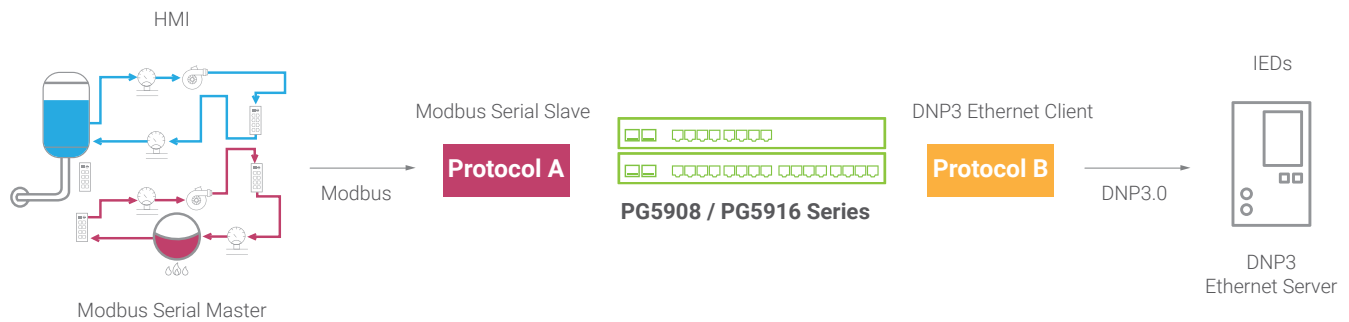 HMI
Modbus Serial Master
Modbus
Modbus Serial Slave
Protocol A
PG5908 / PG5916 Series
DNP3 Ethernet Client
Protocol B
DNP3.0
IEDs
DNP3
Ethernet Server